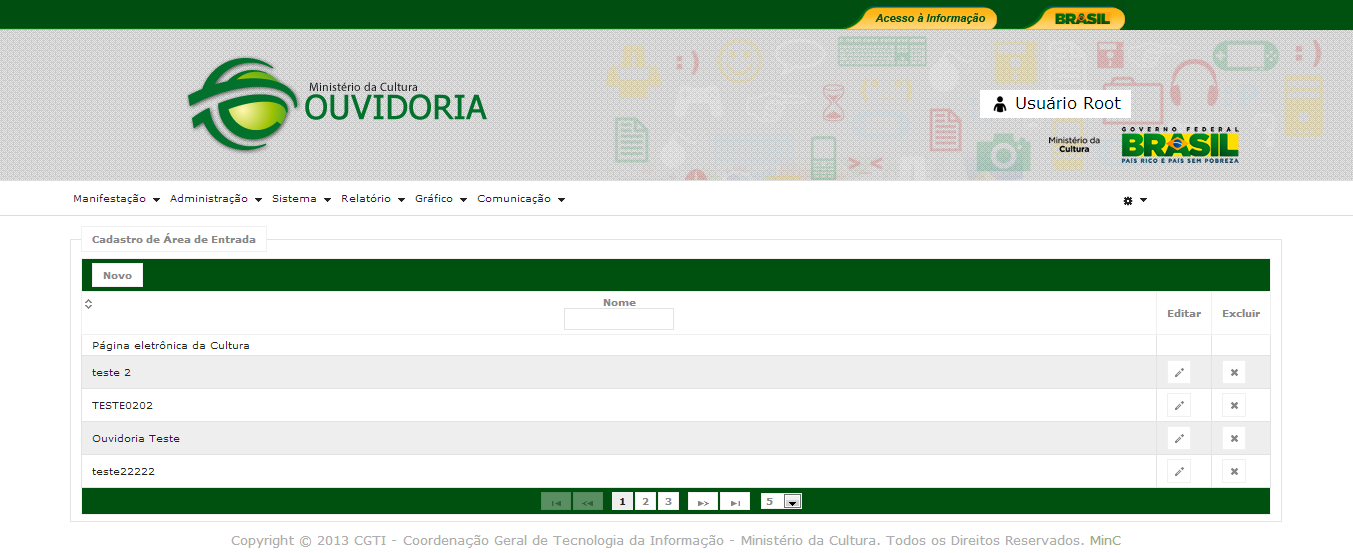 Acesso à Informação
BRASIL
Ministério da Cultura
OUVIDORIA
Usuário Root
Ministério da
Cultura
GOVERNO FEDERAL
BRASIL
PAÍS RICO É PAÍS SEM POBREZA
Manifestação Administração Sistema Relatório Gráfico Comunicação
Cadastro de Área de Entrada
Novo
Nome Editar Excluir
Página eletrônica da Cultura
teste 2
TESTE0202
Ouvidoria Teste
teste22222
1 2 3 5
Copyright © 2013 CGTI - Coordenação Geral de Tecnologia da Informação - Ministério da Cultura. Todos os Direitos Reservados. MinC